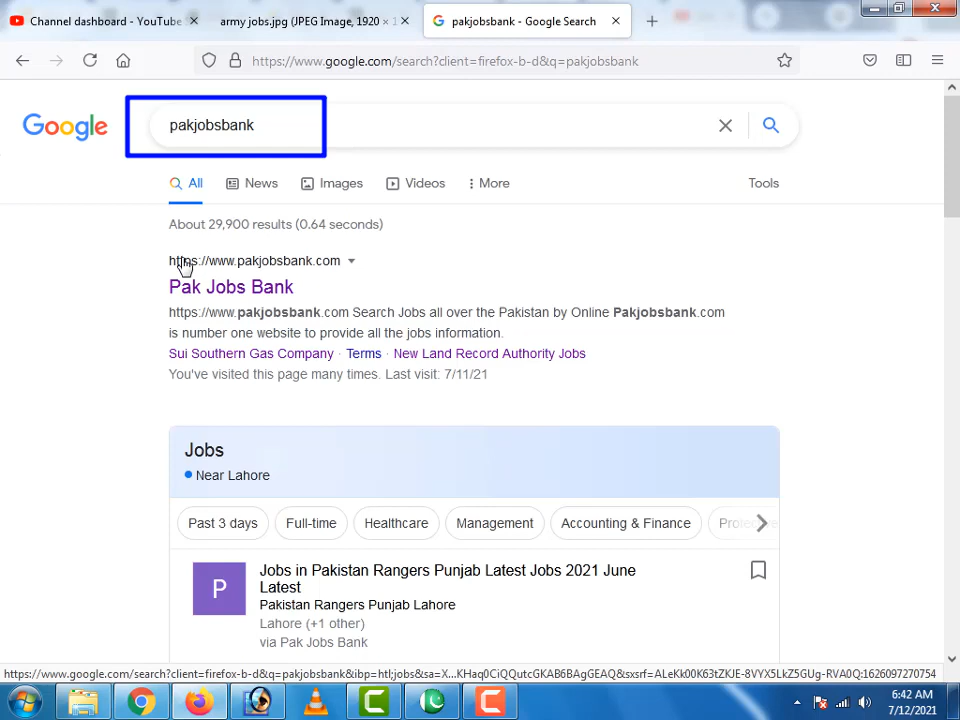 Channel dashboard - YouTube
army jobs.jpg (JPEG Image, 1920 ×
pakjobsbank - Google Search
https://www.google.com/search?client=firefox-b-d&q=pakjobsbank
Google
pakjobsbank
All
News
Images
Videos
More
Tools
About 29,900 results (0.64 seconds)
https://www.pakjobsbank.com
Pak Jobs Bank
https://www.pakjobsbank.com Search Jobs all over the Pakistan by Online Pakjobsbank.com
is number one website to provide all the jobs information.
Sui Southern Gas Company · Terms · New Land Record Authority Jobs
You've visited this page many times. Last visit: 7/11/21
Jobs
Near Lahore
Past 3 days
Full-time
Healthcare
Management
Accounting & Finance
P
Jobs in Pakistan Rangers Punjab Latest Jobs 2021 June
Latest
Pakistan Rangers Punjab Lahore
Lahore (+1 other)
via Pak Jobs Bank
https://www.google.com/search?client=firefox-b-d&q=pakjobsbank&ibp=htl;jobs&sa=X...KHaq0CiQQutcGKAB6BAgGEAQ&sxsrf=ALeKk00K63tZKJE-8VYX5LZ5GUg-RVA0Q:1626097270754
6:42 AM
7/12/2021